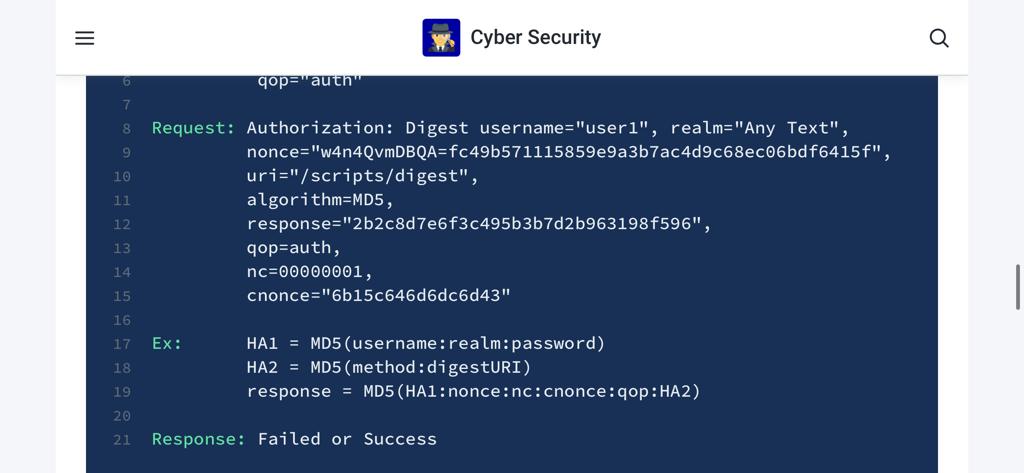 Cyber Security
6 qop="auth"
7
8 Request: Authorization: Digest username="user1", realm="Any Text",
9 nonce="w4n4QvmDBQA=fc49b571115859e9a3b7ac4d9c68ec06bdf6415f",
10 uri="/scripts/digest",
11 algorithm=MD5,
12 response="2b2c8d7e6f3c495b3b7d2b963198f596",
13 qop=auth,
14 nc=00000001,
15 cnonce="6b15c646d6dc6d43"
16
17 Ex: HA1 = MD5(username:realm:password)
18 HA2 = MD5(method:digestURI)
19 response = MD5(HA1:nonce:nc:cnonce:qop:HA2)
20
21 Response: Failed or Success